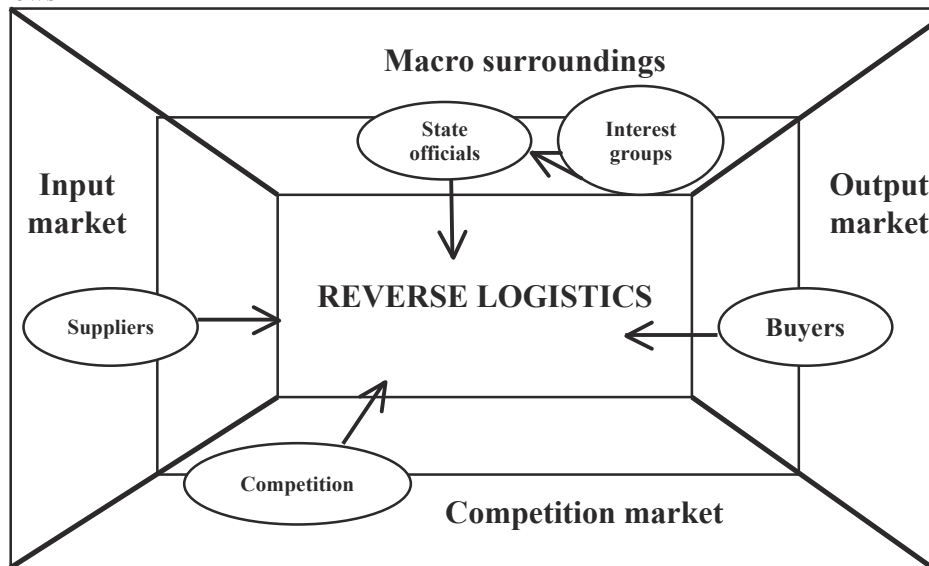 Macro surroundings
State
officials
Interest
groups
Input
market
Output
market
REVERSE LOGISTICS
Suppliers
Buyers
Competition
Competition market